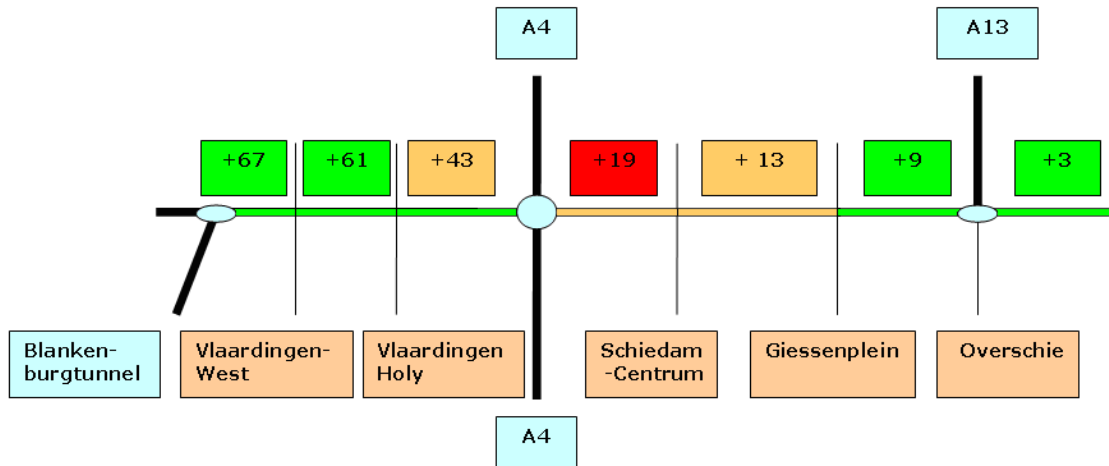 A4
A13
+67
+61
+43
+19
+ 13
+9
+3
Blanken-
burgtunnel
Vlaardingen-
West
Vlaardingen
Holy
Schiedam
-Centrum
Giessenplein
Overschie
A4